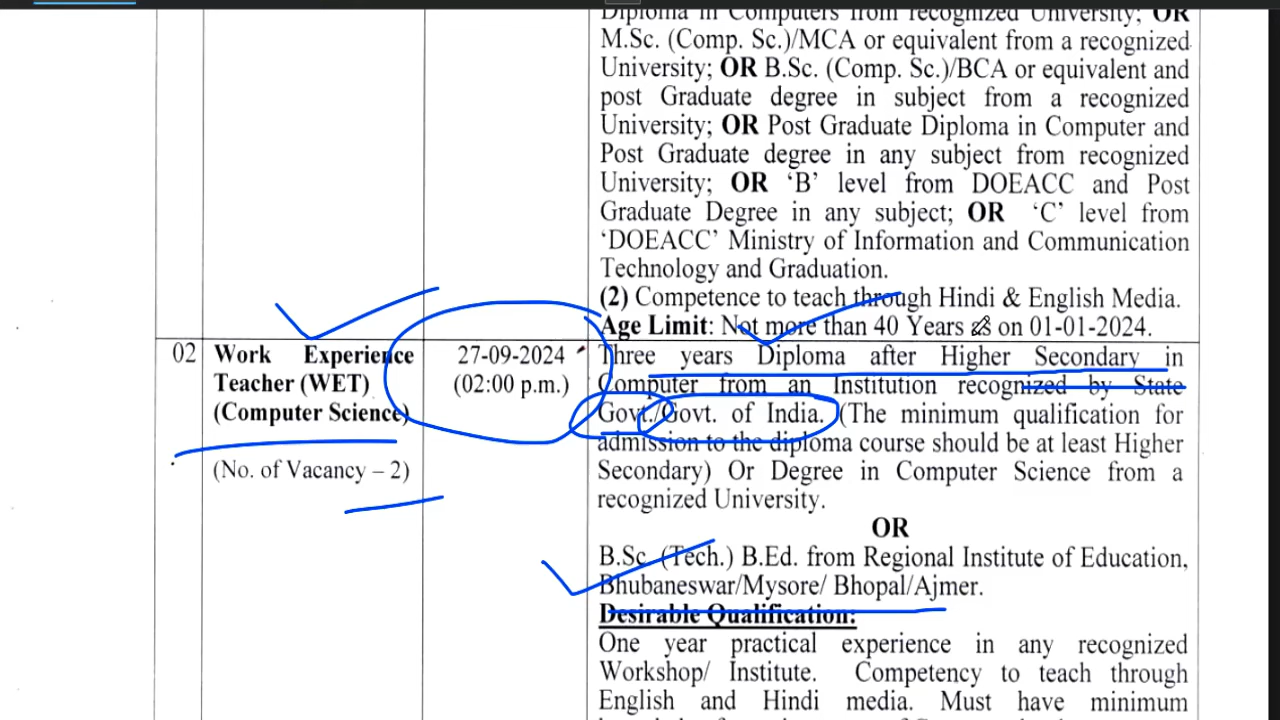 Diploma in Computers from recognized University; OR
M.Sc. (Comp. Sc.)/MCA or equivalent from a recognized
University; OR B.Sc. (Comp. Sc.)/BCA or equivalent and
post Graduate degree in subject from a recognized
University; OR Post Graduate Diploma in Computer and
Post Graduate degree in any subject from recognized
University; OR ‘B’ level from DOEACC and Post
Graduate Degree in any subject; OR ‘C’ level from
‘DOEACC’ Ministry of Information and Communication
Technology and Graduation.
(2) Competence to teach through Hindi & English Media.
Age Limit: Not more than 40 Years as on 01-01-2024.
02
Work Experience
Teacher (WET)
(Computer Science)
(No. of Vacancy – 2)
27-09-2024
(02:00 p.m.)
Three years Diploma after Higher Secondary in
Computer from an Institution recognized by State
Govt./Govt. of India. (The minimum qualification for
admission to the diploma course should be at least Higher
Secondary) Or Degree in Computer Science from a
recognized University.
OR
B.Sc. (Tech.) B.Ed. from Regional Institute of Education,
Bhubaneswar/Mysore/ Bhopal/Ajmer.
Desirable Qualification:
One year practical experience in any recognized
Workshop/ Institute. Competency to teach through
English and Hindi media. Must have minimum